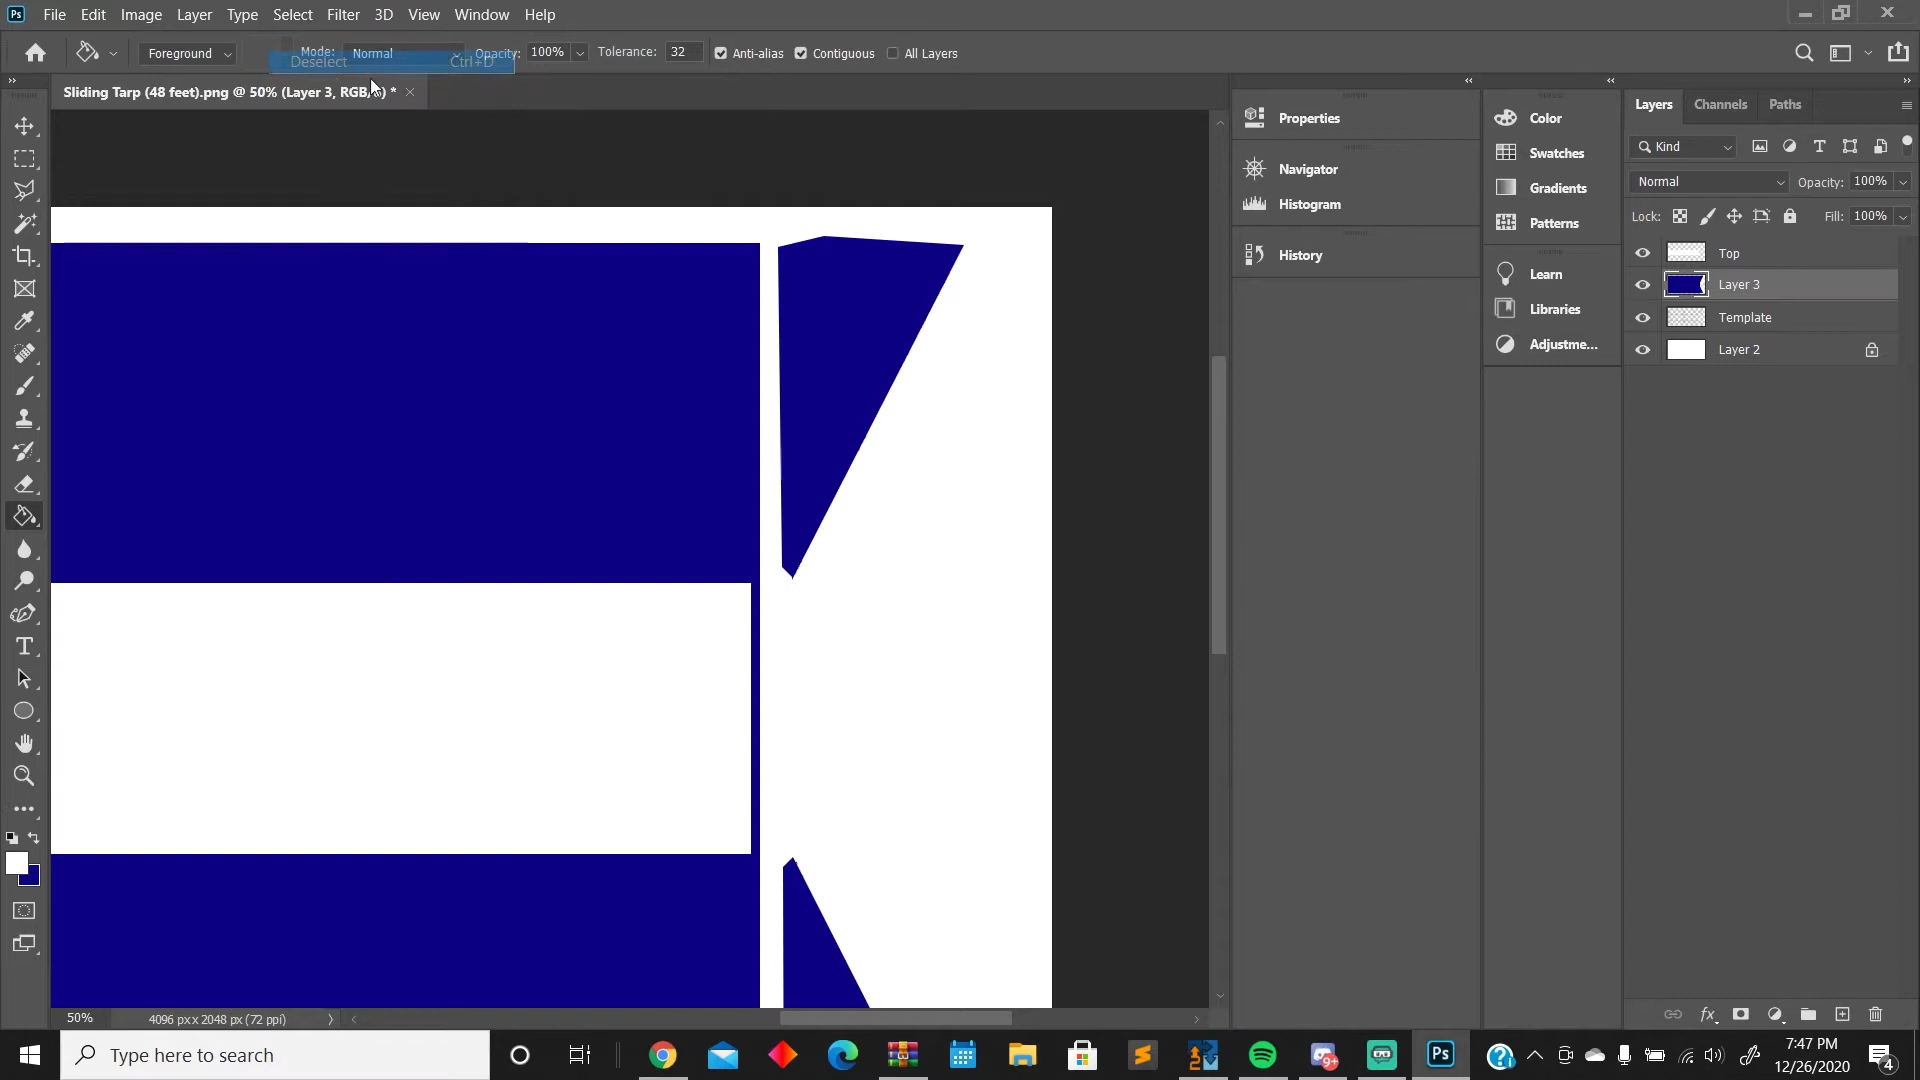 File Edit Image Layer Type Select Filter 3D View Window Help
Foreground Mode: Normal Opacity: 100% Tolerance: 32 Anti-alias Contiguous All Layers
Deselect Ctrl+D
Sliding Tarp (48 feet).png @ 50% (Layer 3, RGB/ ) *
Properties
Navigator
Histogram
History
Color
Swatches
Gradients
Patterns
Learn
Libraries
Adjustme...
Layers Channels Paths
Kind
Normal Opacity: 100%
Lock: Fill: 100%
Top
Layer 3
Template
Layer 2
50% 4096 px x 2048 px (72 ppi)
Type here to search
9+
Ps
7:47 PM
12/26/2020
4